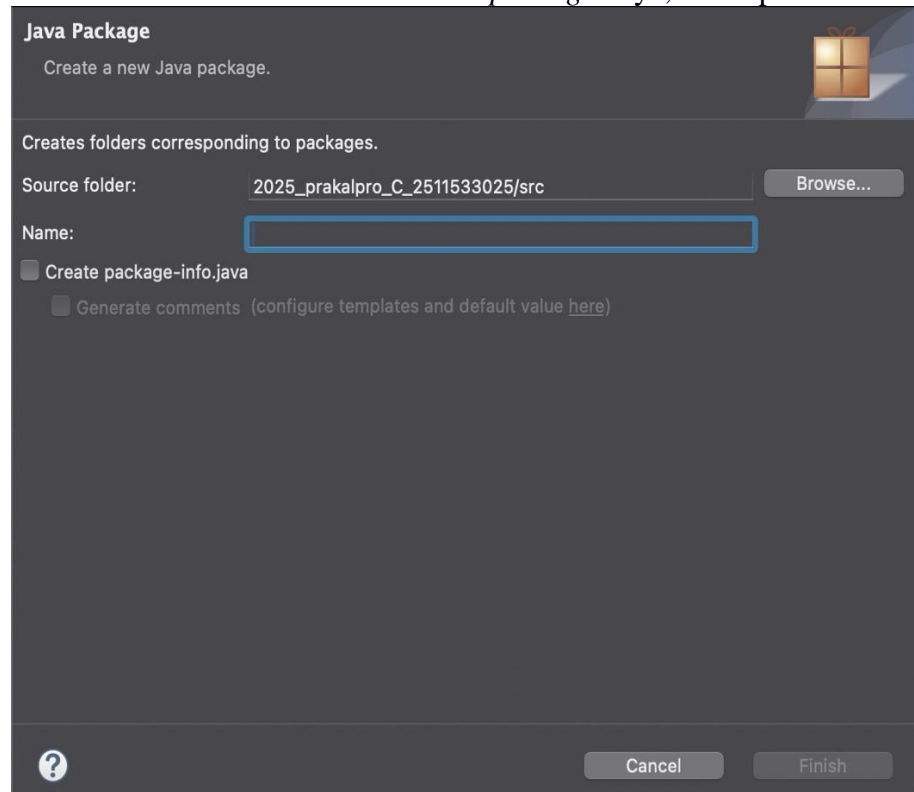 Java Package
Create a new Java package.
Creates folders corresponding to packages.
Source folder: 2025_prakalpro_C_2511533025/src Browse...
Name:
Create package-info.java
Generate comments (configure templates and default value here)
? Cancel Finish